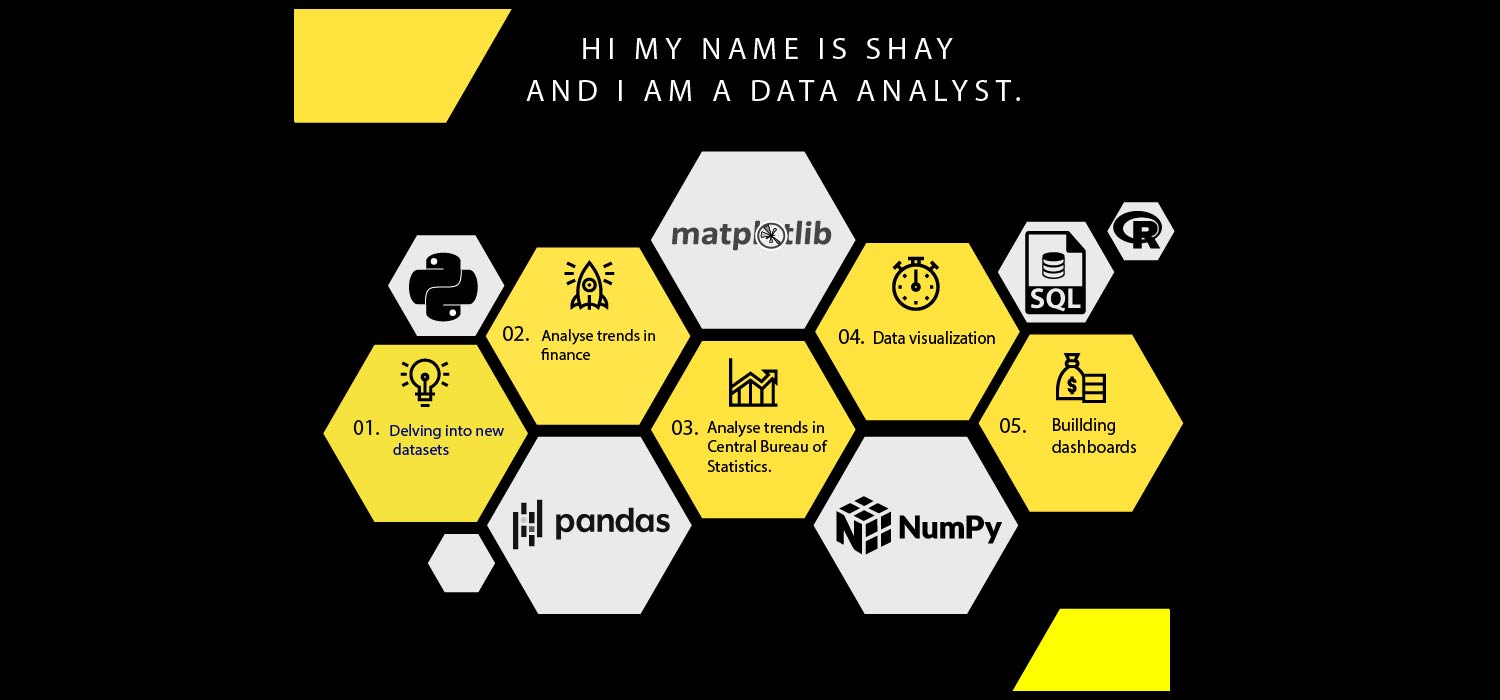 HI MY NAME IS SHAY
AND I AM A DATA ANALYST.
matplotlib
R
SQL
02. Analyse trends in
finance
04. Data visualization
01. Delving into new
datasets
03. Analyse trends in
Central Bureau of
Statistics.
05. Buillding
dashboards
$
pandas
N NumPy